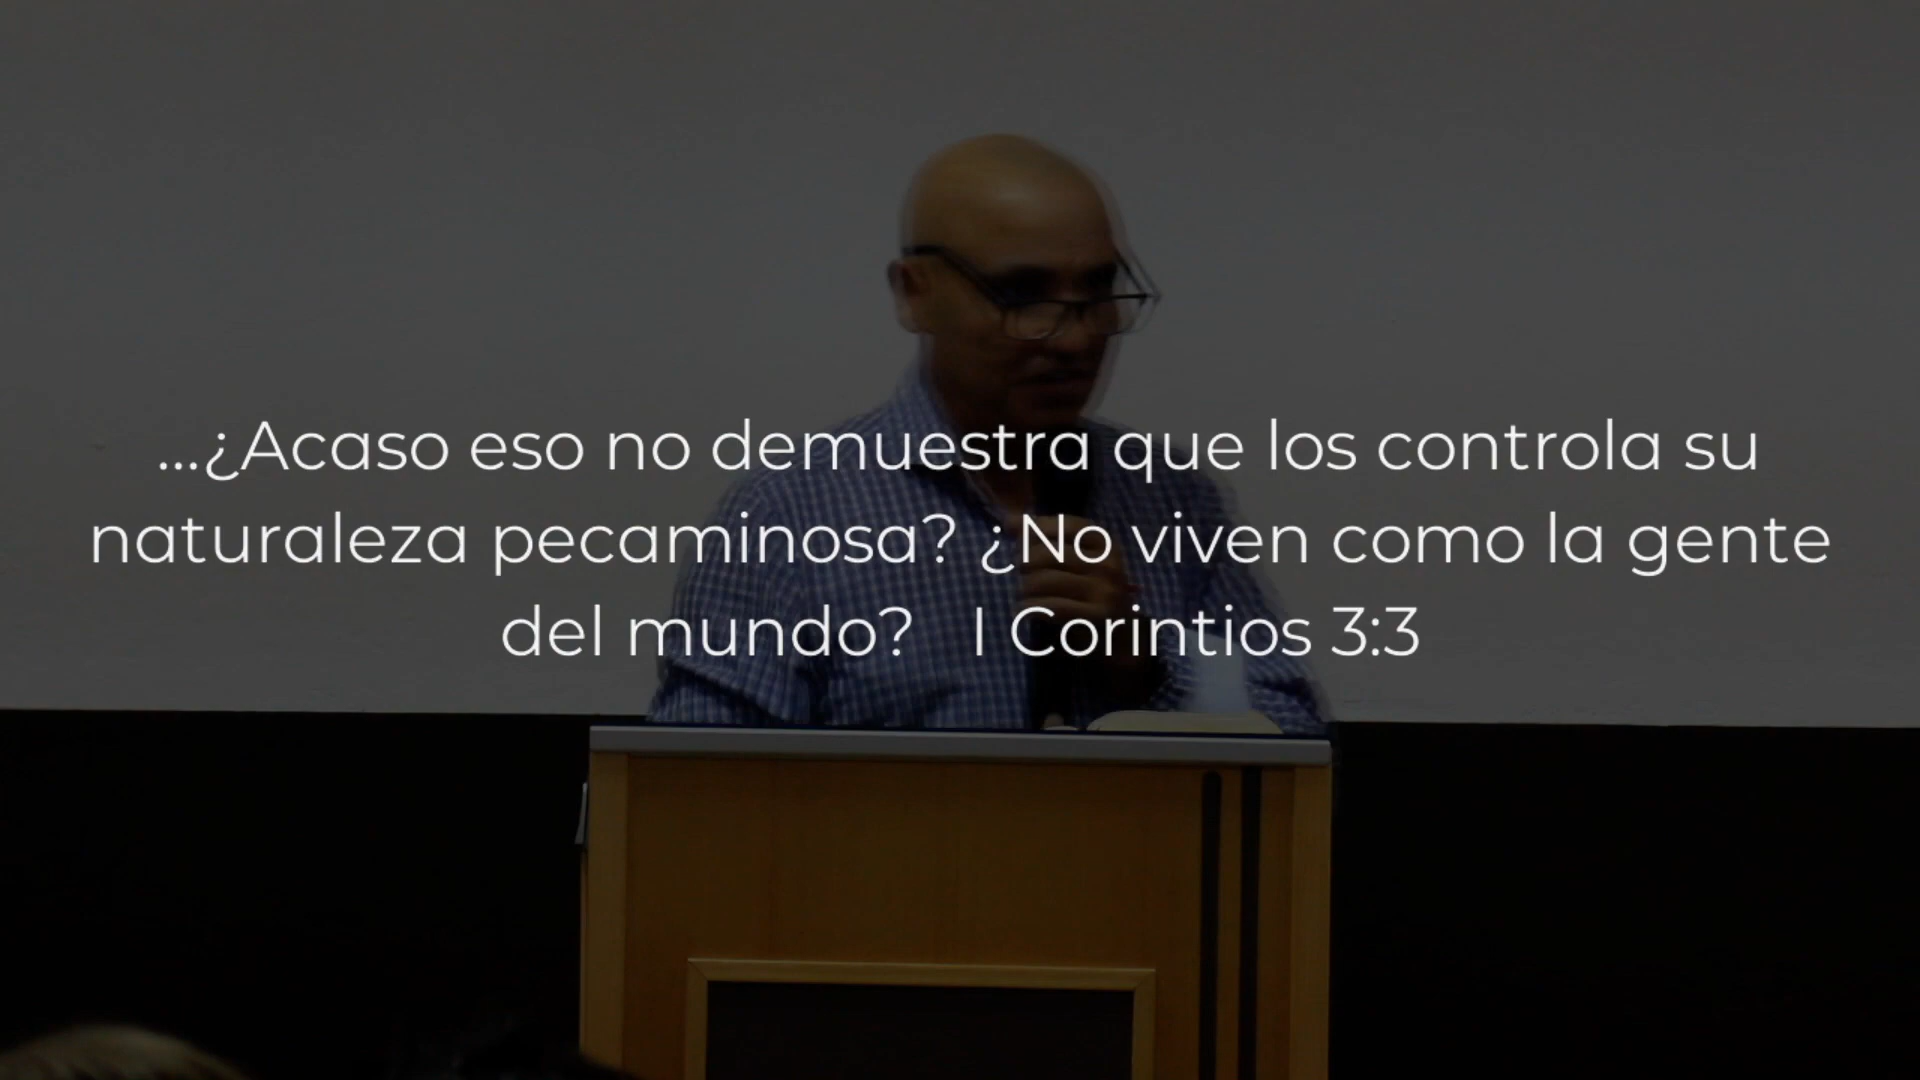 ...¿Acaso eso no demuestra que los controla su
naturaleza pecaminosa? ¿No viven como la gente
del mundo? I Corintios 3:3